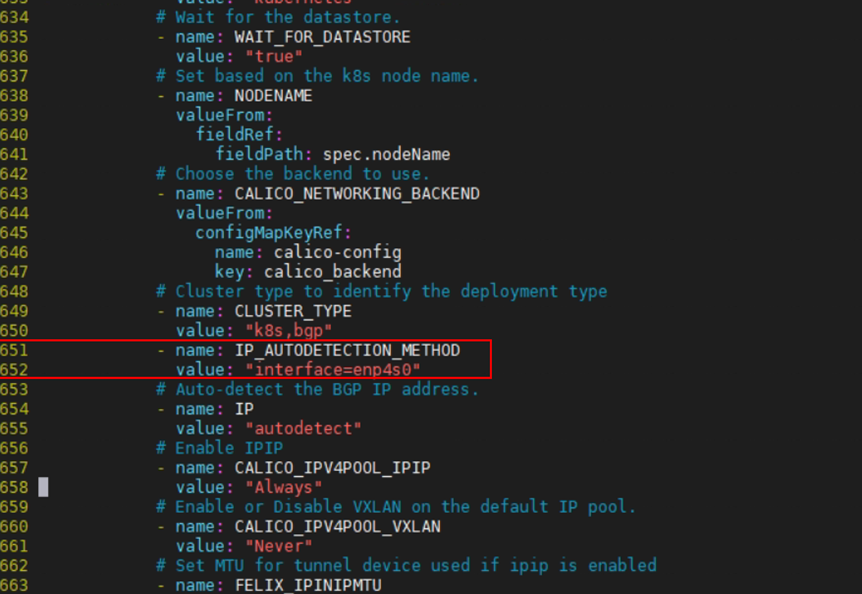 634 # Wait for the datastore.
635 - name: WAIT_FOR_DATASTORE
636 value: "true"
637 # Set based on the k8s node name.
638 - name: NODENAME
639 valueFrom:
640 fieldRef:
641 fieldPath: spec.nodeName
642 # Choose the backend to use.
643 - name: CALICO_NETWORKING_BACKEND
644 valueFrom:
645 configMapKeyRef:
646 name: calico-config
647 key: calico_backend
648 # Cluster type to identify the deployment type
649 - name: CLUSTER_TYPE
650 value: "k8s,bgp"
651 - name: IP_AUTODETECTION_METHOD
652 value: "interface=enp4s0"
653 # Auto-detect the BGP IP address.
654 - name: IP
655 value: "autodetect"
656 # Enable IPIP
657 - name: CALICO_IPV4POOL_IPIP
658 value: "Always"
659 # Enable or Disable VXLAN on the default IP pool.
660 - name: CALICO_IPV4POOL_VXLAN
661 value: "Never"
662 # Set MTU for tunnel device used if ipip is enabled
663 - name: FELIX_IPINIPMTU